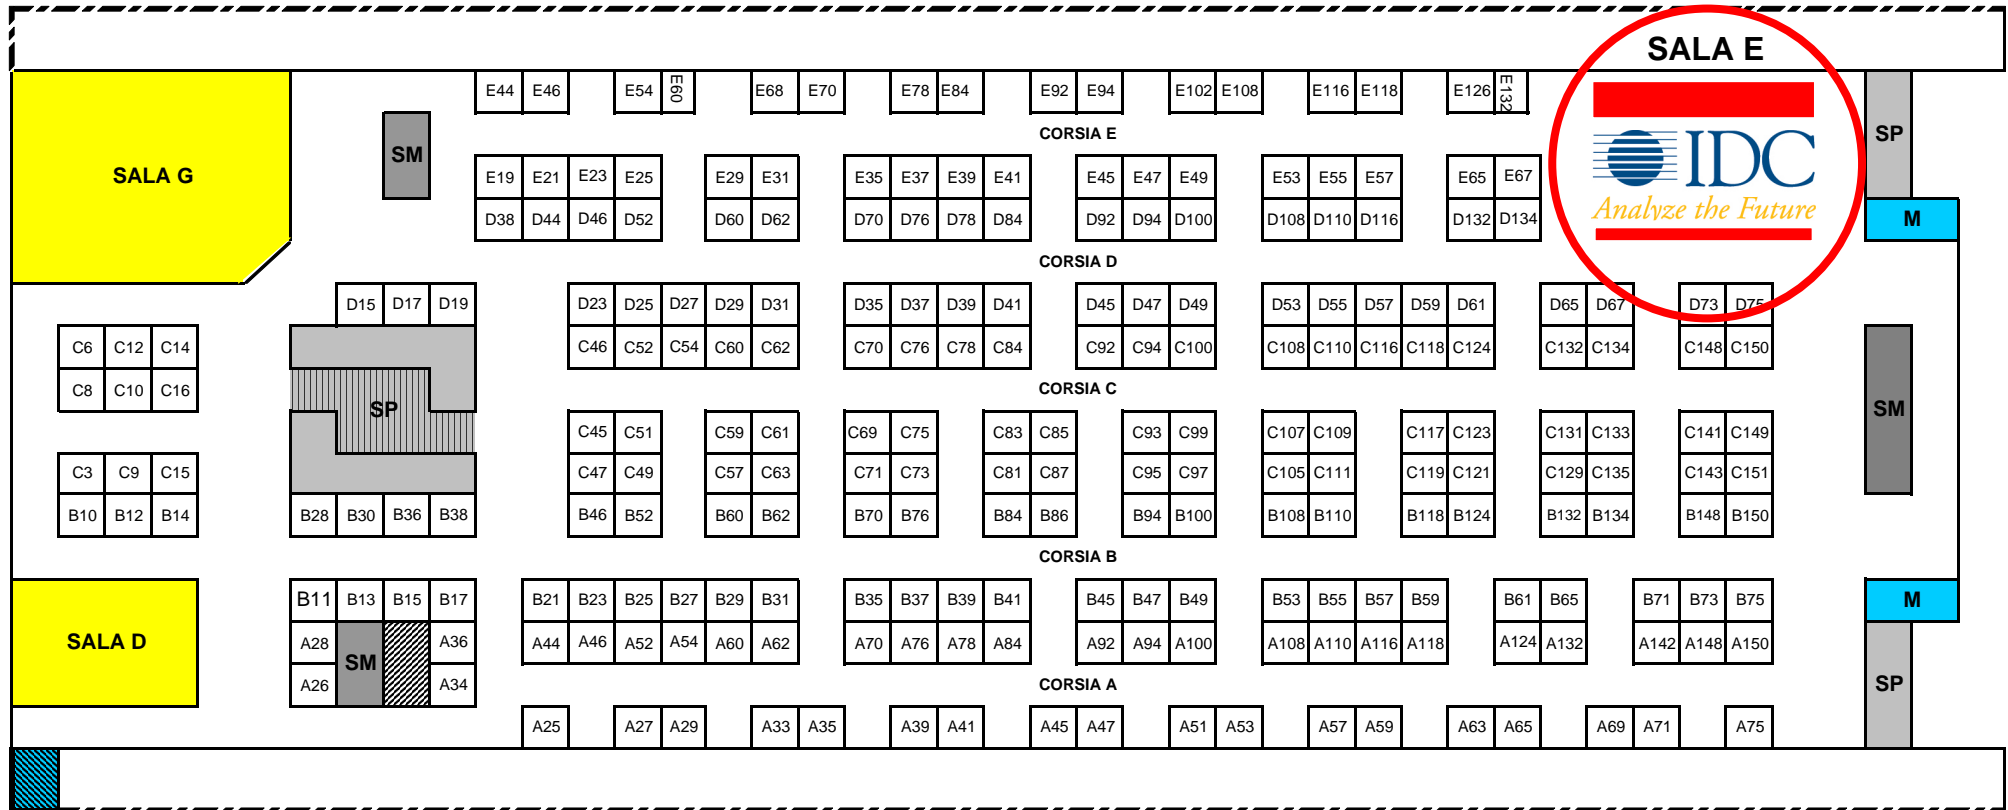 SALA E
E44 E46 E54 E60 E68 E70 E78 E84 E92 E94 E102 E108 E116 E118 E126 E132
CORSIA E
SP
SM
IDC
SALA G
E19 E21 E23 E25 E29 E31 E35 E37 E39 E41 E45 E47 E49 E53 E55 E57 E65 E67
Analyze the Future
D38 D44 D46 D52 D60 D62 D70 D76 D78 D84 D92 D94 D100 D108 D110 D116 D132 D134
M
CORSIA D
D15 D17 D19 D23 D25 D27 D29 D31 D35 D37 D39 D41 D45 D47 D49 D53 D55 D57 D59 D61 D65 D67 D73 D75
C6 C12 C14 C46 C52 C54 C60 C62 C70 C76 C78 C84 C92 C94 C100 C108 C110 C116 C118 C124 C132 C134 C148 C150
C8 C10 C16
CORSIA C
SP
SM
C45 C51 C59 C61 C69 C75 C83 C85 C93 C99 C107 C109 C117 C123 C131 C133 C141 C149
C3 C9 C15 C47 C49 C57 C63 C71 C73 C81 C87 C95 C97 C105 C111 C119 C121 C129 C135 C143 C151
B10 B12 B14 B28 B30 B36 B38 B46 B52 B60 B62 B70 B76 B84 B86 B94 B100 B108 B110 B118 B124 B132 B134 B148 B150
CORSIA B
B11 B13 B15 B17 B21 B23 B25 B27 B29 B31 B35 B37 B39 B41 B45 B47 B49 B53 B55 B57 B59 B61 B65 B71 B73 B75
M
SALA D
A28 A36 A44 A46 A52 A54 A60 A62 A70 A76 A78 A84 A92 A94 A100 A108 A110 A116 A118 A124 A132 A142 A148 A150
SM
A26 A34
CORSIA A
SP
A25 A27 A29 A33 A35 A39 A41 A45 A47 A51 A53 A57 A59 A63 A65 A69 A71 A75